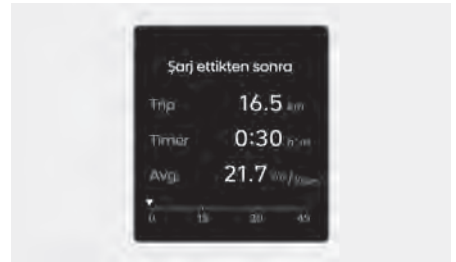 Şarj ettikten sonra
Trip 16.5 km
Timer 0:30 h:m
Avg. 21.7
0 15 30 45